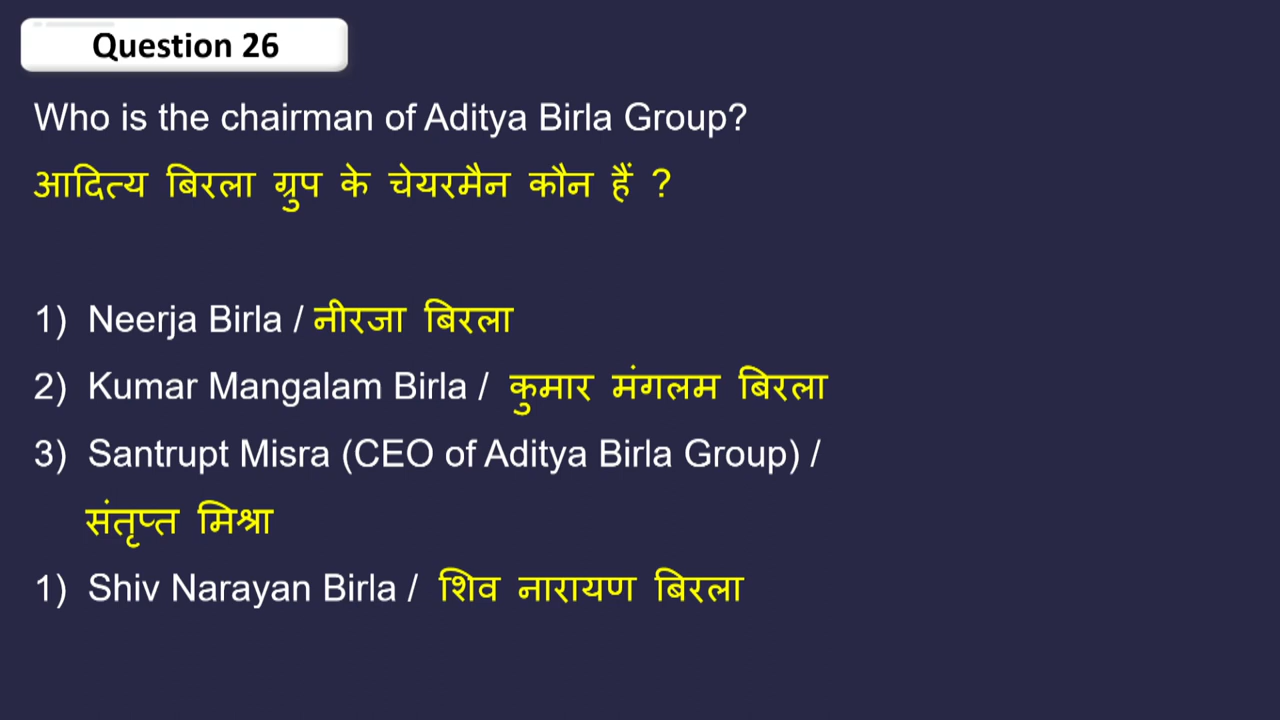 Question 26
Who is the chairman of Aditya Birla Group?
आदित्य बिरला ग्रुप के चेयरमैन कौन हैं ?
1) Neerja Birla / नीरजा बिरला
2) Kumar Mangalam Birla / कुमार मंगलम बिरला
3) Santrupt Misra (CEO of Aditya Birla Group) /
संतृप्त मिश्रा
1) Shiv Narayan Birla / शिव नारायण बिरला